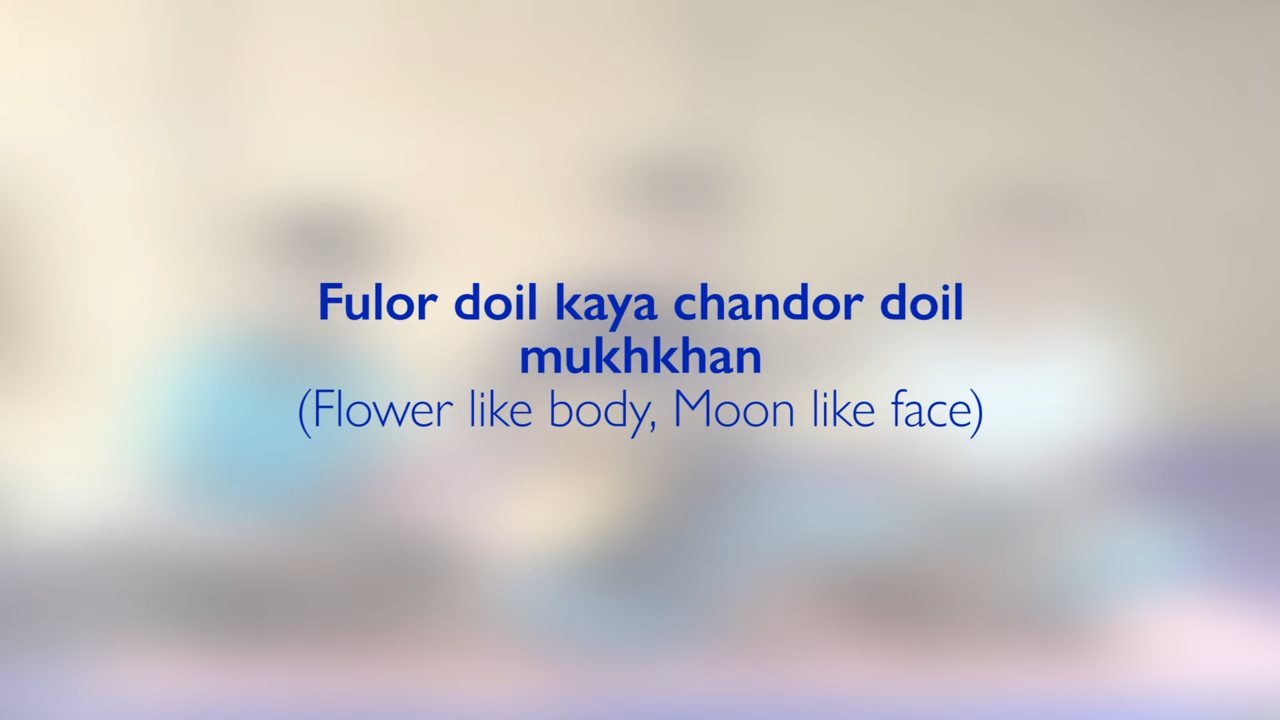 Fulor doil kaya chandor doil
mukhkhan
(Flower like body, Moon like face)